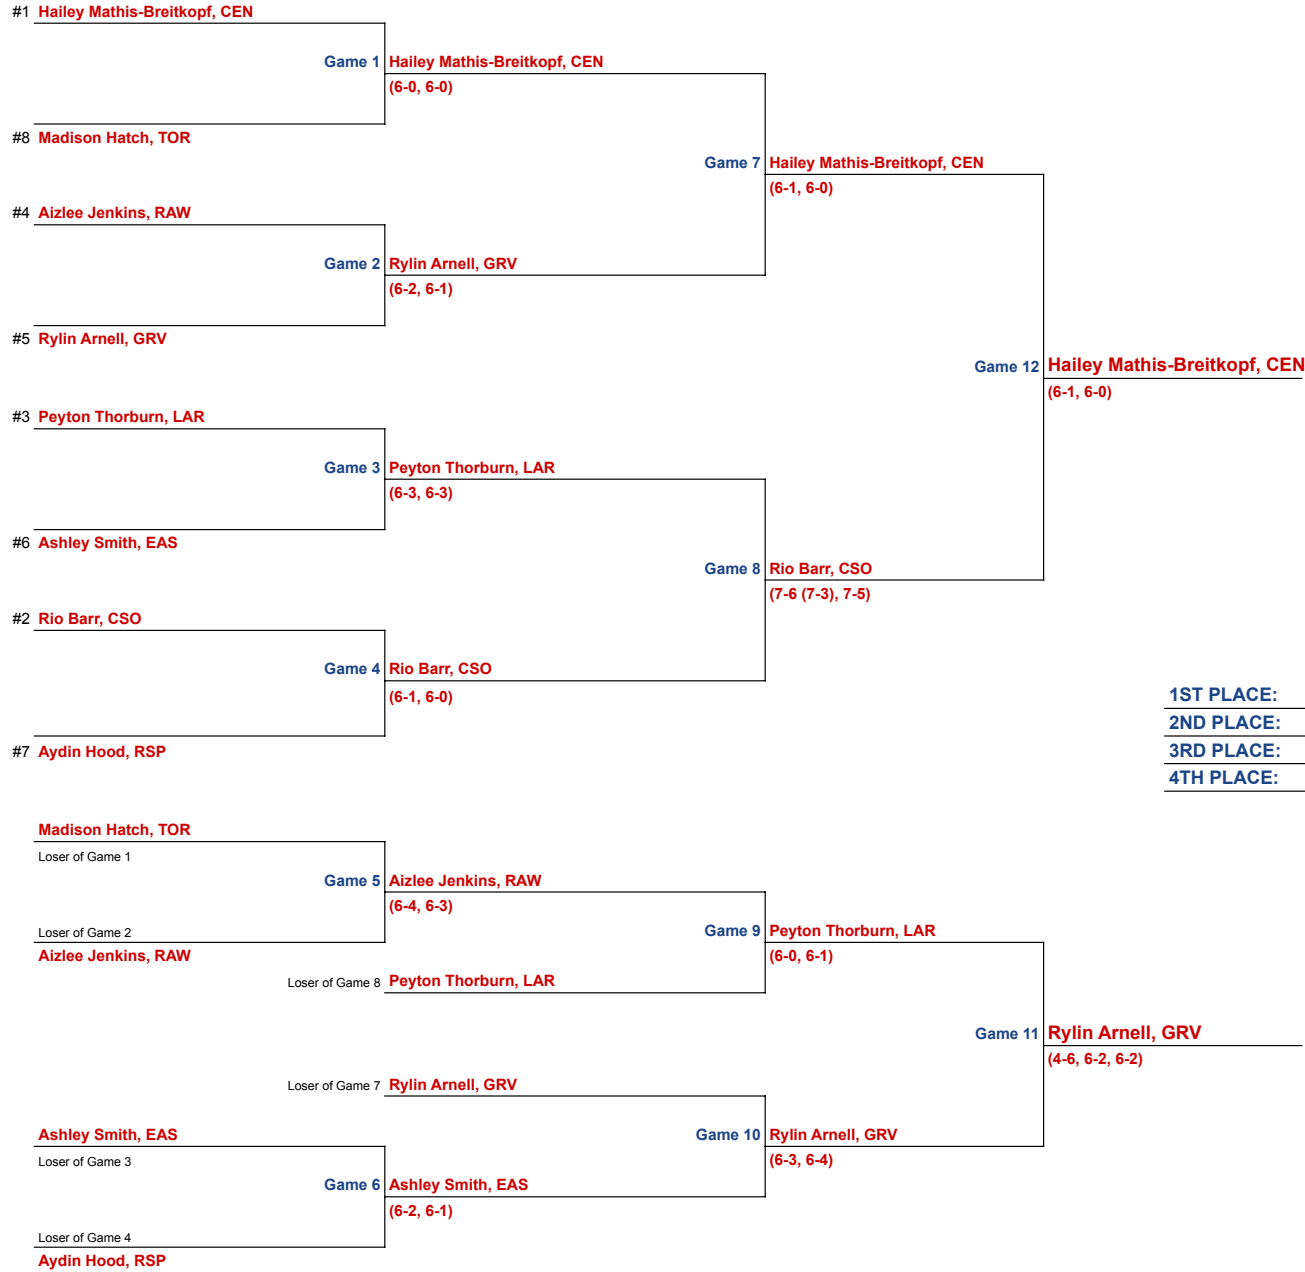 #1 Hailey Mathis-Breitkopf, CEN
Game 1 Hailey Mathis-Breitkopf, CEN
(6-0, 6-0)
#8 Madison Hatch, TOR
Game 7 Hailey Mathis-Breitkopf, CEN
(6-1, 6-0)
#4 Aizlee Jenkins, RAW
Game 2 Rylin Arnell, GRV
(6-2, 6-1)
#5 Rylin Arnell, GRV
Game 12 Hailey Mathis-Breitkopf, CEN
(6-1, 6-0)
#3 Peyton Thorburn, LAR
Game 3 Peyton Thorburn, LAR
(6-3, 6-3)
#6 Ashley Smith, EAS
Game 8 Rio Barr, CSO
(7-6 (7-3), 7-5)
#2 Rio Barr, CSO
Game 4 Rio Barr, CSO
(6-1, 6-0)
#7 Aydin Hood, RSP
1ST PLACE:
2ND PLACE:
3RD PLACE:
4TH PLACE:
Madison Hatch, TOR
Loser of Game 1
Game 5 Aizlee Jenkins, RAW
(6-4, 6-3)
Loser of Game 2
Aizlee Jenkins, RAW
Game 9 Peyton Thorburn, LAR
(6-0, 6-1)
Loser of Game 8 Peyton Thorburn, LAR
Game 11 Rylin Arnell, GRV
(4-6, 6-2, 6-2)
Loser of Game 7 Rylin Arnell, GRV
Ashley Smith, EAS
Loser of Game 3
Game 10 Rylin Arnell, GRV
(6-3, 6-4)
Game 6 Ashley Smith, EAS
(6-2, 6-1)
Loser of Game 4
Aydin Hood, RSP